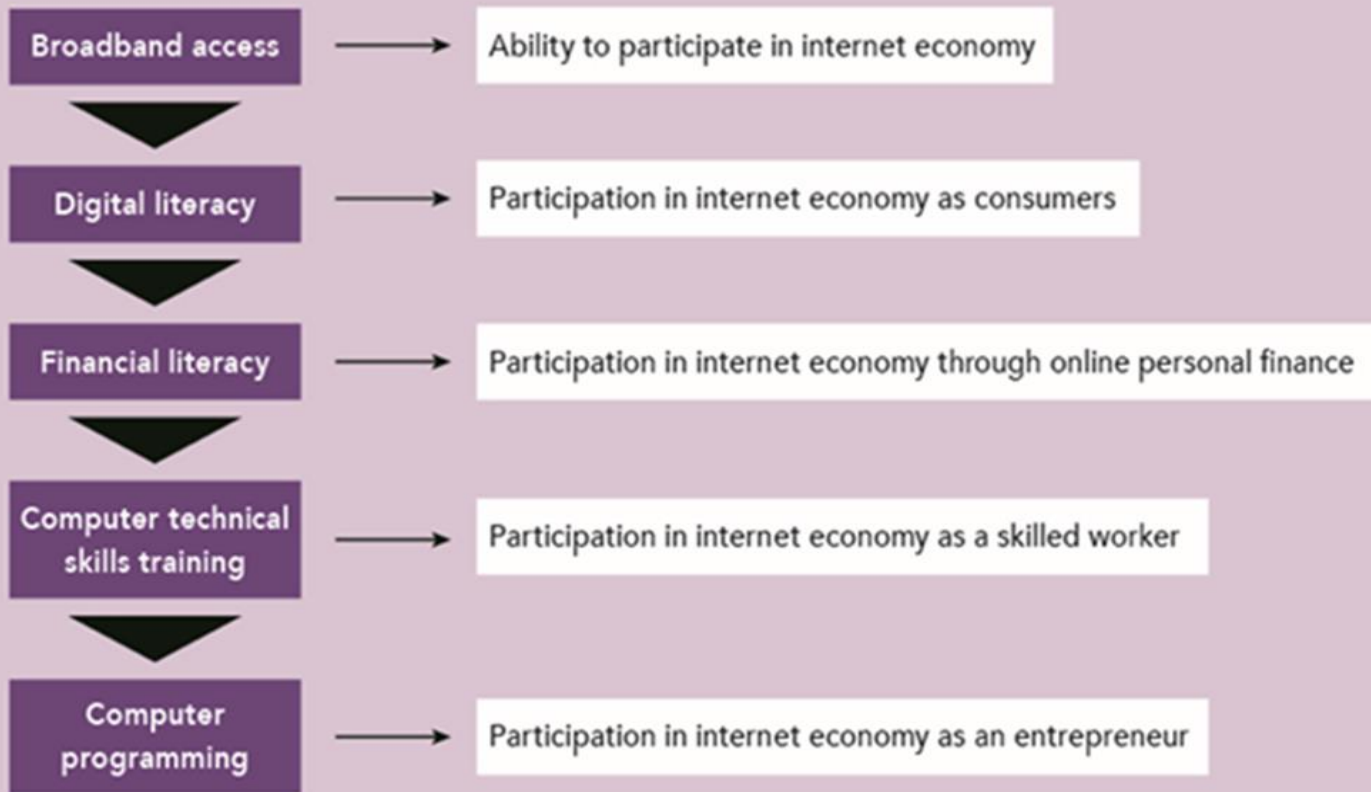 Broadband access
Ability to participate in internet economy
Digital literacy
Participation in internet economy as consumers
Financial literacy
Participation in internet economy through online personal finance
Computer technical
skills training
Participation in internet economy as a skilled worker
Computer
programming
Participation in internet economy as an entrepreneur